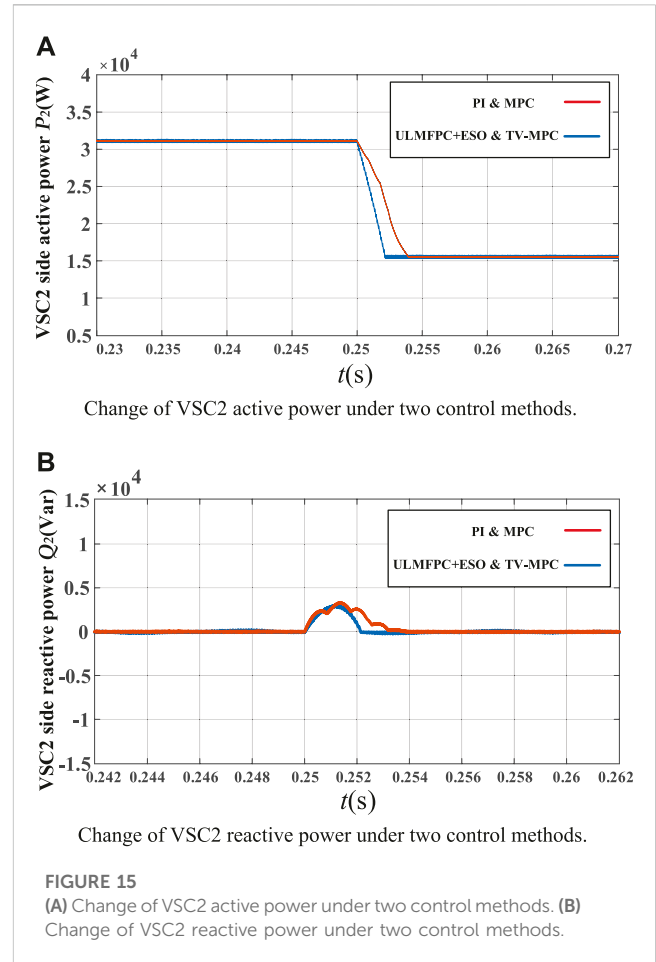 A
×10⁴
4
3.5
3
2.5
2
1.5
1
0.5
VSC2 side active power P₂(W)
PI & MPC
ULMFPC+ESO & TV-MPC
0.23 0.235 0.24 0.245 0.25 0.255 0.26 0.265 0.27
t(s)
Change of VSC2 active power under two control methods.
B
×10⁴
1.5
1
0.5
0
-0.5
-1
-1.5
VSC2 side reactive power Q₂(Var)
PI & MPC
ULMFPC+ESO & TV-MPC
0.242 0.244 0.246 0.248 0.25 0.252 0.254 0.256 0.258 0.26 0.262
t(s)
Change of VSC2 reactive power under two control methods.
FIGURE 15
(A) Change of VSC2 active power under two control methods. (B)
Change of VSC2 reactive power under two control methods.